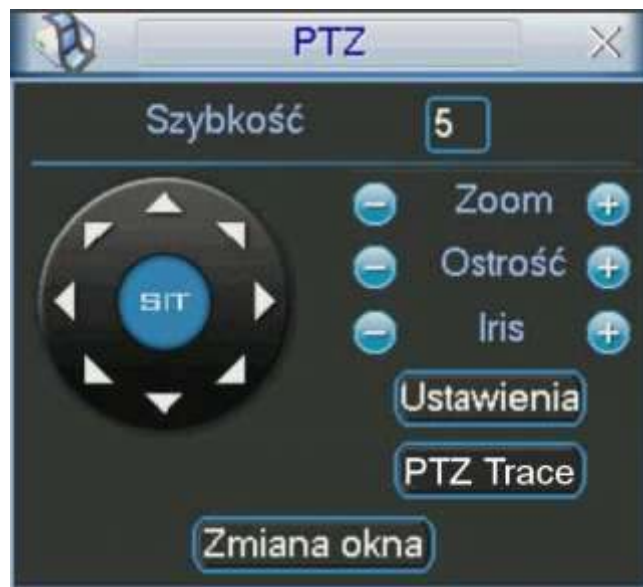 PTZ
Szybkość 5
Zoom
SIT
Ostrość
Iris
Ustawienia
PTZ Trace
Zmiana okna